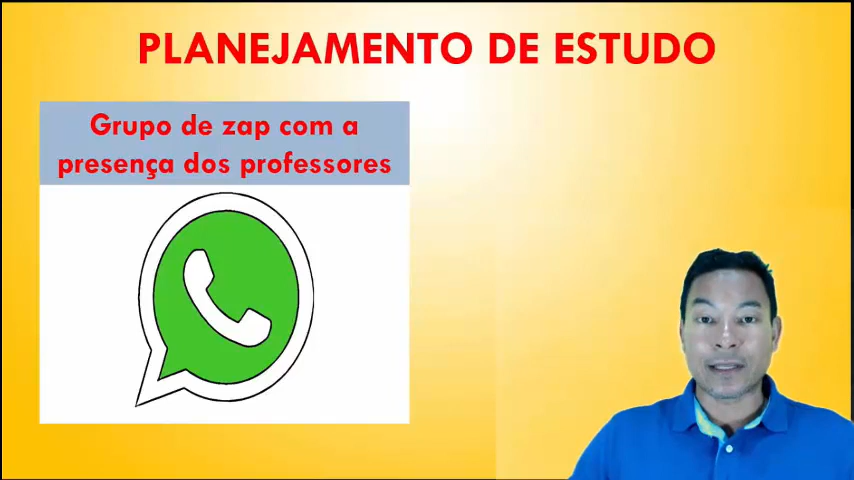 PLANEJAMENTO DE ESTUDO
Grupo de zap com a
presença dos professores